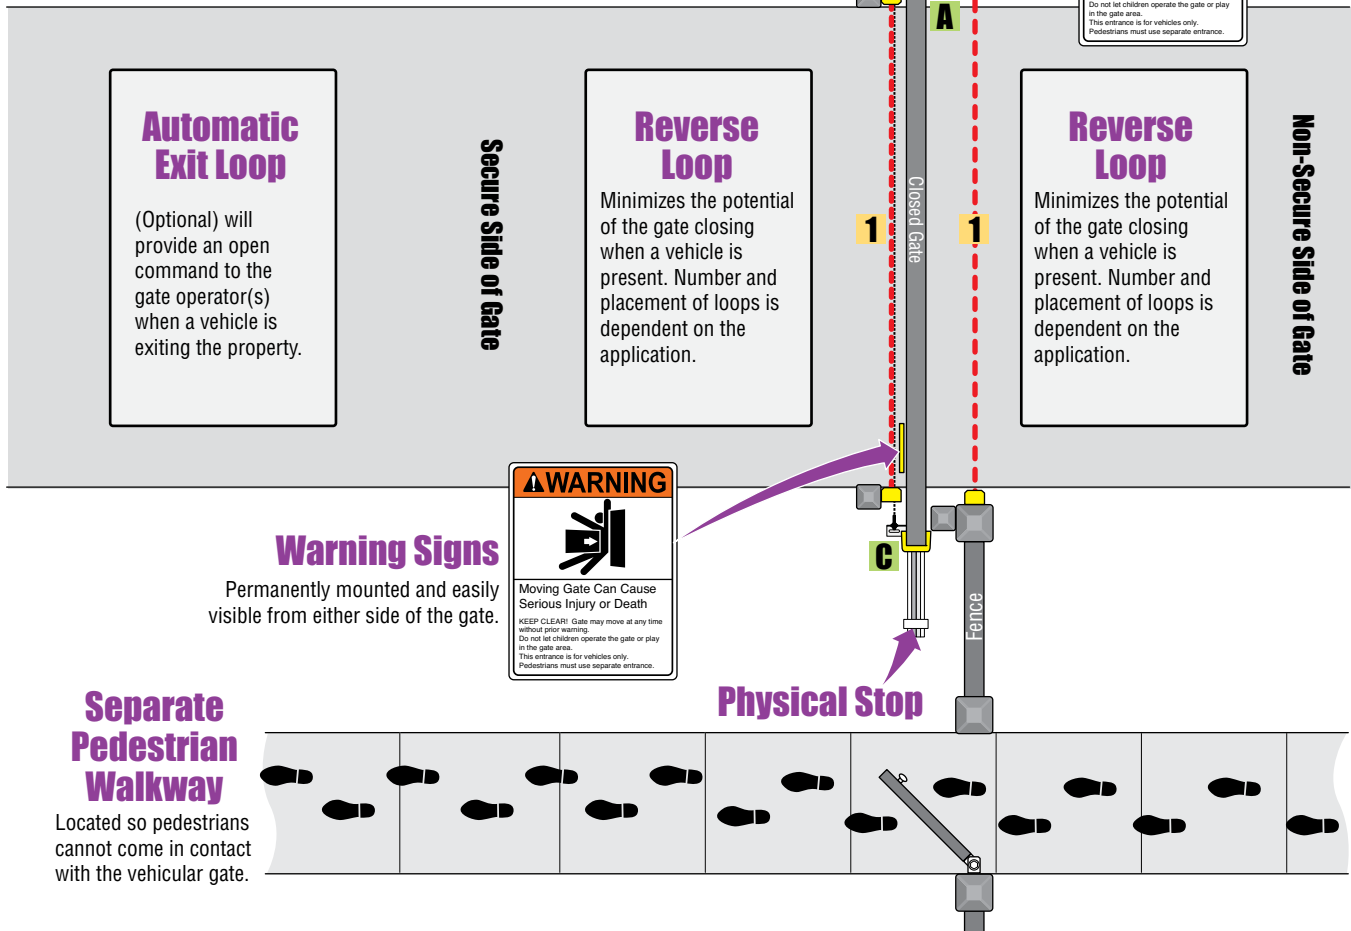 Do not let children operate the gate or play
in the gate area.
This entrance is for vehicles only.
Pedestrians must use separate entrance.
A
Automatic
Exit Loop
(Optional) will
provide an open
command to the
gate operator(s)
when a vehicle is
exiting the property.
Secure Side of Gate
Reverse
Loop
Minimizes the potential
of the gate closing
when a vehicle is
present. Number and
placement of loops is
dependent on the
application.
1
Closed Gate
1
Reverse
Loop
Minimizes the potential
of the gate closing
when a vehicle is
present. Number and
placement of loops is
dependent on the
application.
Non-Secure Side of Gate
WARNING
Moving Gate Can Cause
Serious Injury or Death
KEEP CLEAR! Gate may move at any time
without prior warning.
Do not let children operate the gate or play
in the gate area.
This entrance is for vehicles only.
Pedestrians must use separate entrance.
Warning Signs
Permanently mounted and easily
visible from either side of the gate.
C
Fence
Physical Stop
Separate
Pedestrian
Walkway
Located so pedestrians
cannot come in contact
with the vehicular gate.